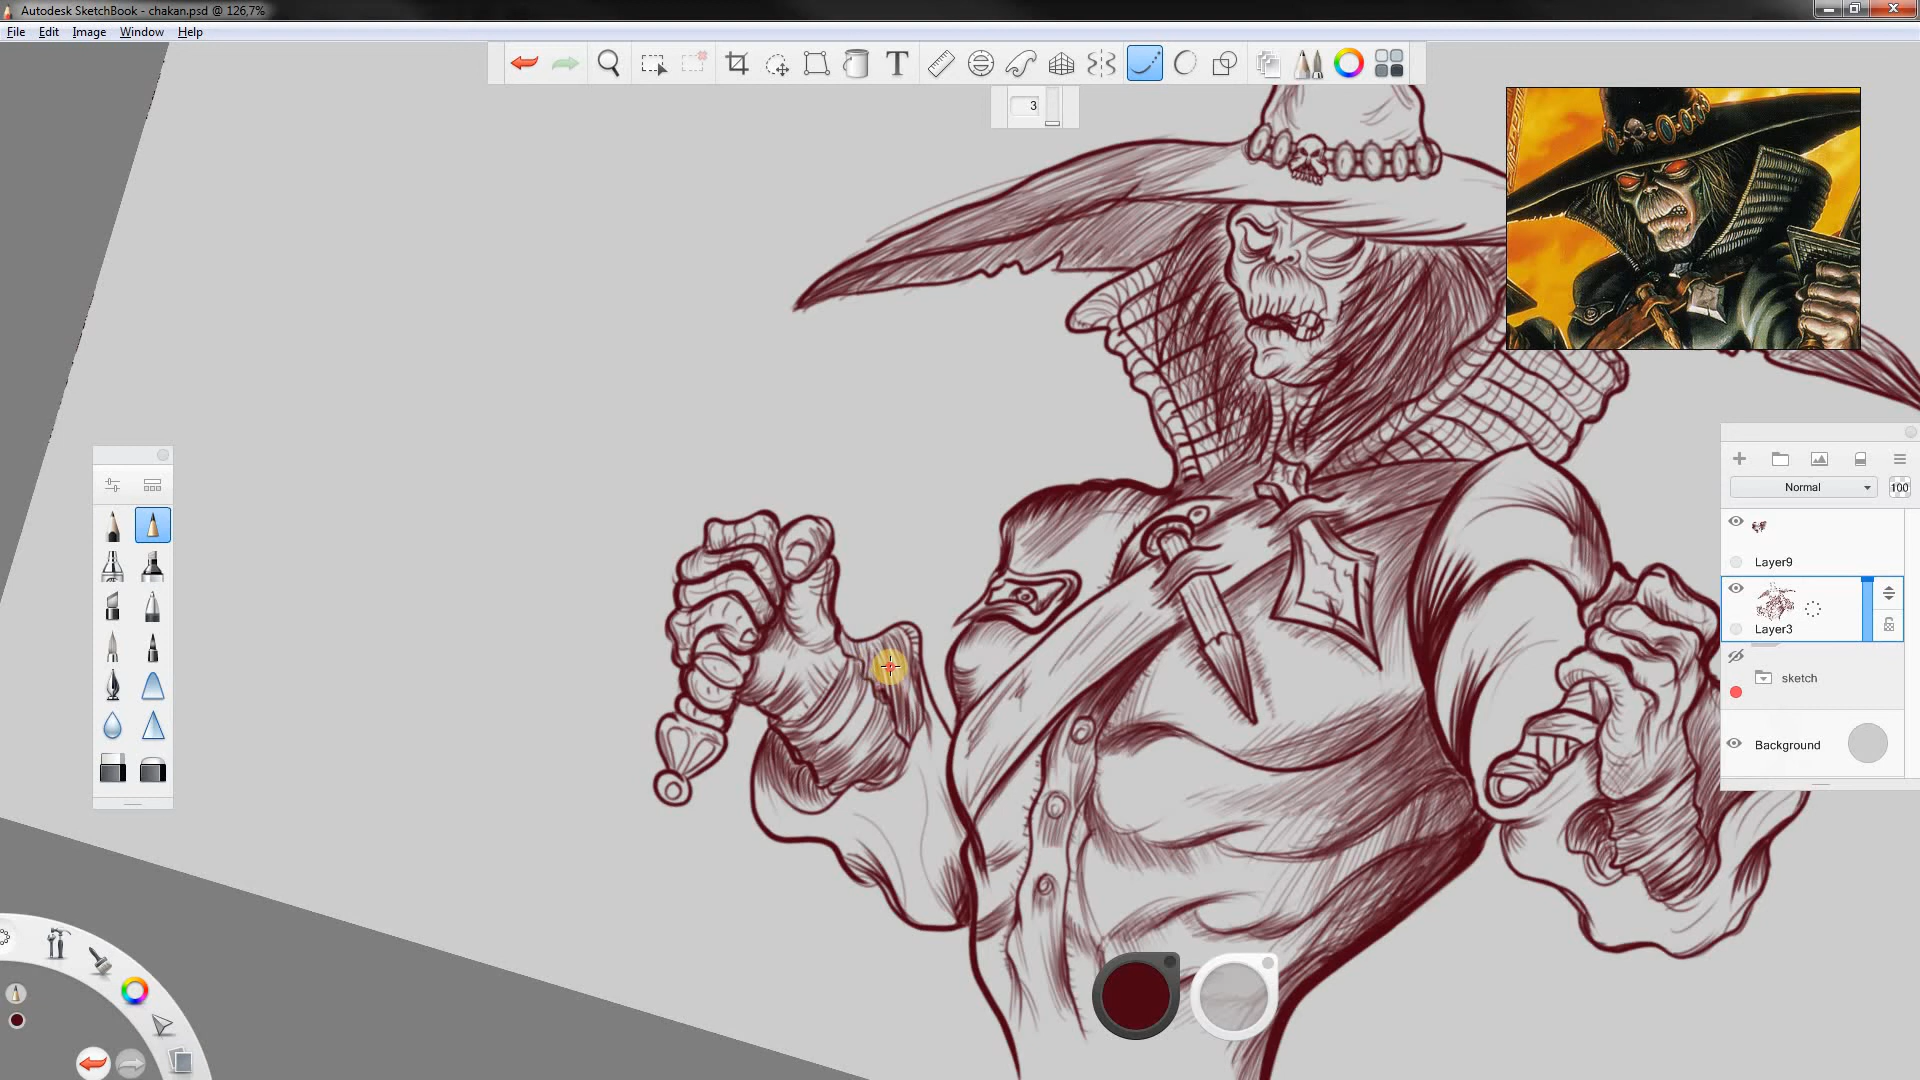 Autodesk SketchBook - chakan.psd @ 126,7%
File Edit Image Window Help
T
3
Normal 100
Layer9
Layer3
sketch
Background